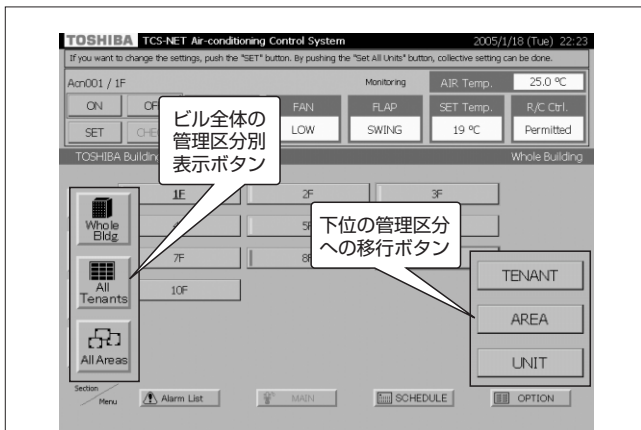 TOSHIBA TCS-NET Air-conditioning Control System 2005/1/18 (Tue) 22:23
If you want to change the settings, push the "SET" button. By pushing the "Set All Units" button, collective setting can be done.
Acn001 / 1F Monitoring AIR Temp. 25.0 ºC
ON FAN FLAP SET Temp. R/C Ctrl.
SET LOW SWING 19 ºC Permitted
TOSHIBA Building Whole Building
ビル全体の
管理区分別
表示ボタン
1F 2F 3F
Whole
Bldg.
下位の管理区分
への移行ボタン
7F
All
Tenants
10F
TENANT
AREA
All Areas
UNIT
Section
Menu
Alarm List MAIN SCHEDULE OPTION